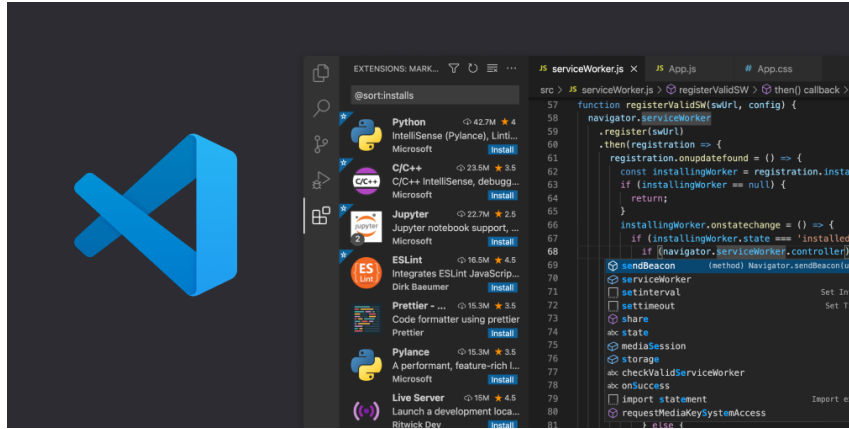 EXTENSIONS: MARK...
@sort:installs
Python 42.7M ★ 4
IntelliSense (Pylance), Linti...
Microsoft Install
C/C++
C/C++ 23.5M ★ 3.5
C/C++ IntelliSense, debugg...
Microsoft Install
jupyter
2
Jupyter 22.7M ★ 2.5
Jupyter notebook support, ...
Microsoft Install
ES
Lint
ESLint 16.5M ★ 4.5
Integrates ESLint JavaScrip...
Dirk Baeumer Install
Prettier - ... 15.3M ★ 3.5
Code formatter using prettier
Prettier Install
Pylance 15.3M ★ 3.5
A performant, feature-rich l...
Microsoft Install
Live Server 15M ★ 4.5
Launch a development loca...
Ritwick Dev Install
JS serviceWorker.js × JS App.js # App.css
src > JS serviceWorker.js > registerValidSW > then() callback >
57 function registerValidSW(swUrl, config) {
58 navigator.serviceWorker
59 .register(swUrl)
60 .then(registration => {
61 registration.onupdatefound = () => {
62 const installingWorker = registration.insta
63 if (installingWorker == null) {
64 return;
65 }
66 installingWorker.onstatechange = () => {
67 if (installingWorker.state === 'installed
68 if (navigator.serviceWorker.controller)
69 sendBeacon (method) Navigator.sendBeacon(u
70 serviceWorker
71 setinterval Set In
72 settimeout Set T
73 share
74 abc state
75 mediaSession
76 storage
77 abc checkValidServiceWorker
78 abc onSuccess
79 import statement Import e
80 requestMediaKeySystemAccess
81 } else {